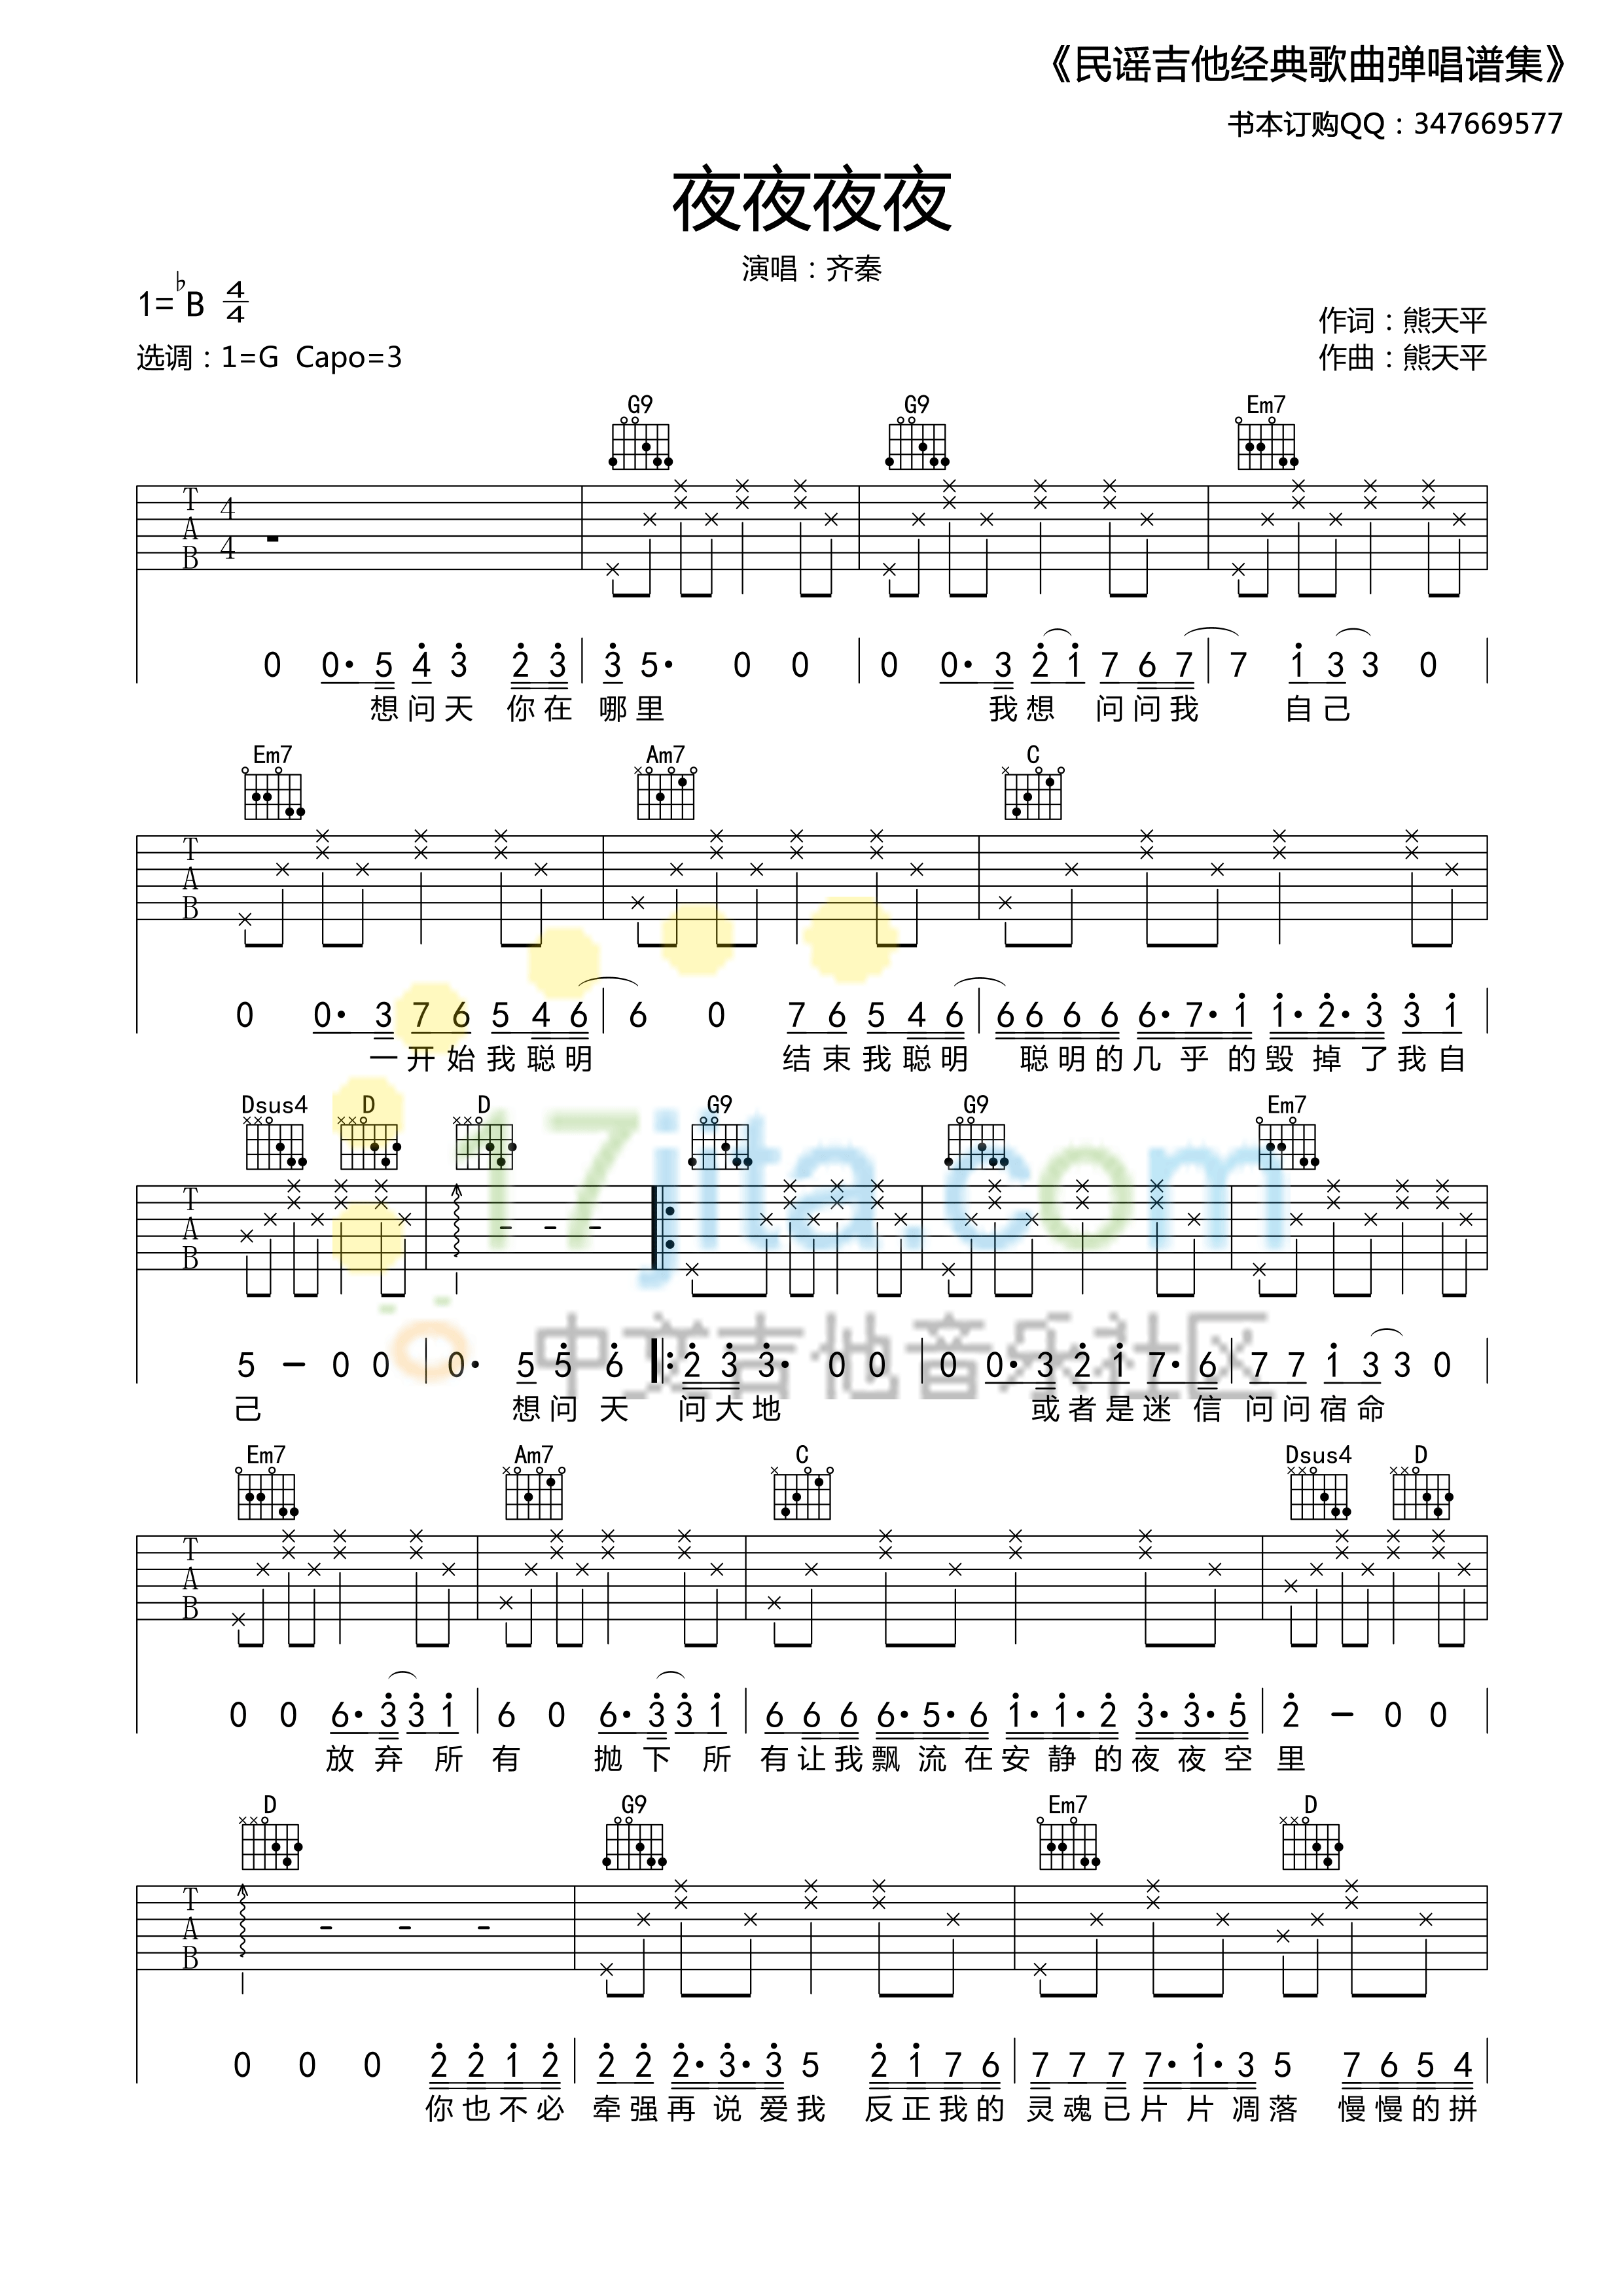 《民谣吉他经典歌曲弹唱谱集》
书本订购QQ：347669577
夜夜夜夜
演唱：齐秦
1=♭B 4/4
作词：熊天平
选调：1=G Capo=3
作曲：熊天平
G9 G9 Em7
T A B 4 4
0 0· 5 4 3 2 3 3 5· 0 0 0 0· 3 2 1 7 6 7 7 1 3 3 0
想问天 你在 哪里 我想 问问我 自己
Em7 Am7 C
T A B
0 0· 3 7 6 5 4 6 6 0 7 6 5 4 6 6 6 6 6 6· 7· 1 1· 2· 3 3 1
一开始我聪明 结束我聪明 聪明的几乎的毁掉了我自
Dsus4 D D G9 G9 Em7
T A B
17jita.com
中文吉他音乐社区
5 – 0 0 0· 5 5 6 2 3 3· 0 0 0 0· 3 2 1 7· 6 7 7 1 3 3 0
己 想问天 问大地 或者是迷信 问问宿命
Em7 Am7 C Dsus4 D
T A B
0 0 6· 3 3 1 6 0 6· 3 3 1 6 6 6 6· 5· 6 1· 1· 2 3· 3· 5 2 – 0 0
放弃 所 有 抛下 所 有让我飘流在安静的夜夜空 里
D G9 Em7 D
T A B
0 0 0 2 2 1 2 2 2 2· 3· 3 5 2 1 7 6 7 7 7 7· 1· 3 5 7 6 5 4
你也不必 牵强再说爱我 反正我的 灵魂已片片凋落 慢慢的拼